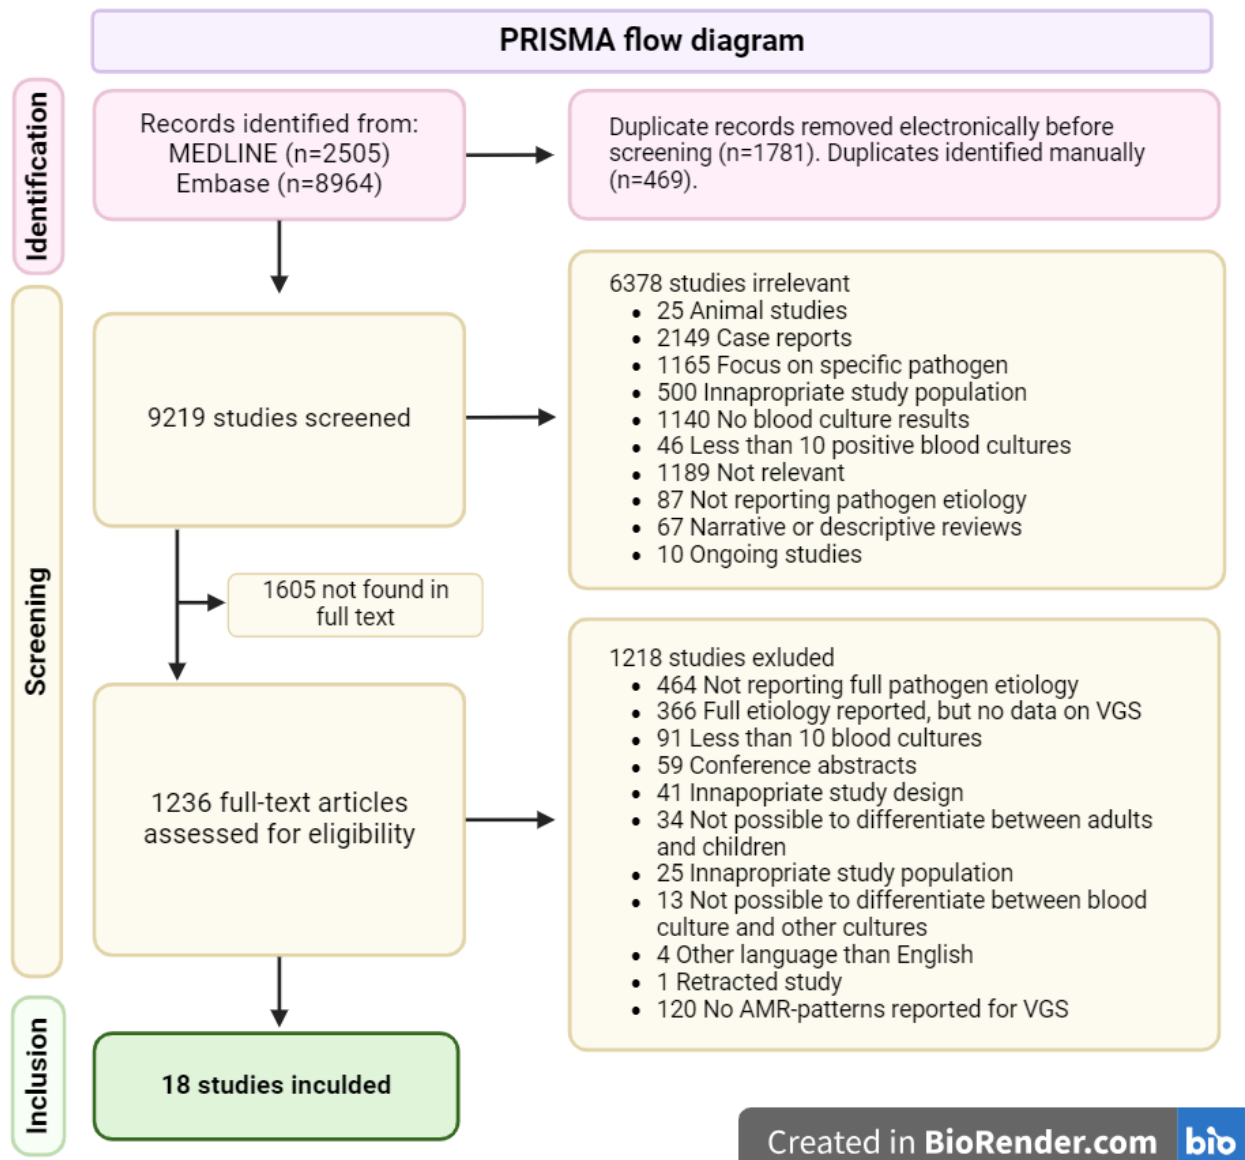 PRISMA flow diagram
Identification
Records identified from:
MEDLINE (n=2505)
Embase (n=8964)
Duplicate records removed electronically before
screening (n=1781). Duplicates identified manually
(n=469).
Screening
9219 studies screened
6378 studies irrelevant
• 25 Animal studies
• 2149 Case reports
• 1165 Focus on specific pathogen
• 500 Innapropriate study population
• 1140 No blood culture results
• 46 Less than 10 positive blood cultures
• 1189 Not relevant
• 87 Not reporting pathogen etiology
• 67 Narrative or descriptive reviews
• 10 Ongoing studies
1605 not found in
full text
1236 full-text articles
assessed for eligibility
1218 studies exluded
• 464 Not reporting full pathogen etiology
• 366 Full etiology reported, but no data on VGS
• 91 Less than 10 blood cultures
• 59 Conference abstracts
• 41 Innapopriate study design
• 34 Not possible to differentiate between adults
and children
• 25 Innapropriate study population
• 13 Not possible to differentiate between blood
culture and other cultures
• 4 Other language than English
• 1 Retracted study
• 120 No AMR-patterns reported for VGS
Inclusion
18 studies inculded
Created in BioRender.com bio